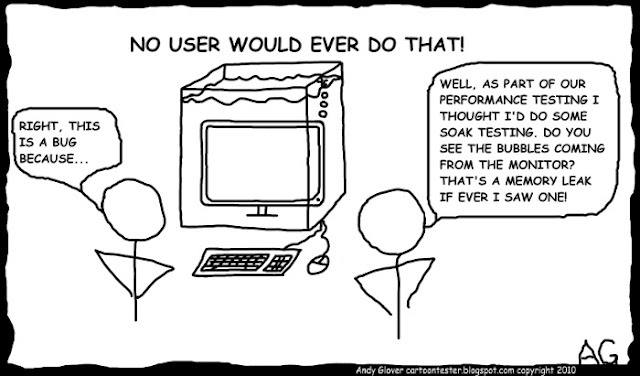 NO USER WOULD EVER DO THAT!
RIGHT, THIS
IS A BUG
BECAUSE...
WELL, AS PART OF OUR
PERFORMANCE TESTING I
THOUGHT I'D DO SOME
SOAK TESTING. DO YOU
SEE THE BUBBLES COMING
FROM THE MONITOR?
THAT'S A MEMORY LEAK
IF EVER I SAW ONE!
AG
Andy Glover cartoontester.blogspot.com copyright 2010